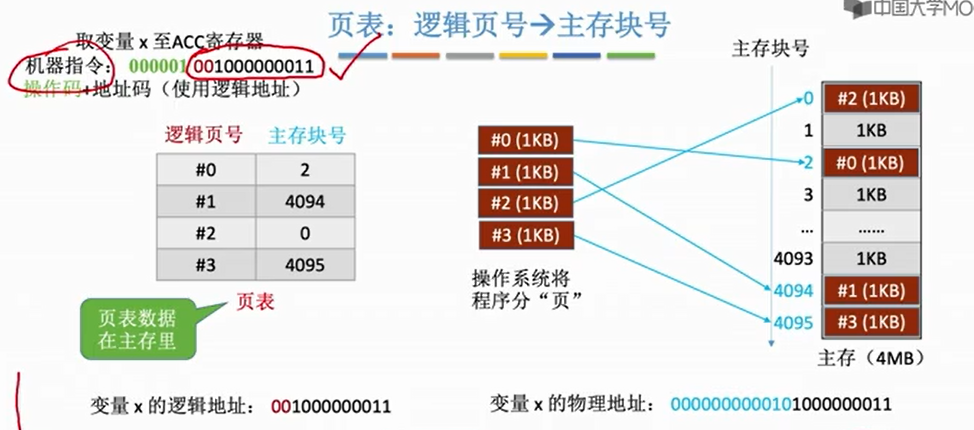 中国大学MO
页表：逻辑页号→主存块号
取变量 x 至ACC寄存器
机器指令：000001001000000011
操作码+地址码（使用逻辑地址）
逻辑页号 主存块号
#0 2
#1 4094
#2 0
#3 4095
页表
页表数据
在主存里
#0 (1KB)
#1 (1KB)
#2 (1KB)
#3 (1KB)
操作系统将
程序分“页”
主存块号
0 #2 (1KB)
1 1KB
2 #0 (1KB)
3 1KB
... ......
4093 1KB
4094 #1 (1KB)
4095 #3 (1KB)
主存（4MB）
变量 x 的逻辑地址：001000000011
变量 x 的物理地址：0000000000101000000011